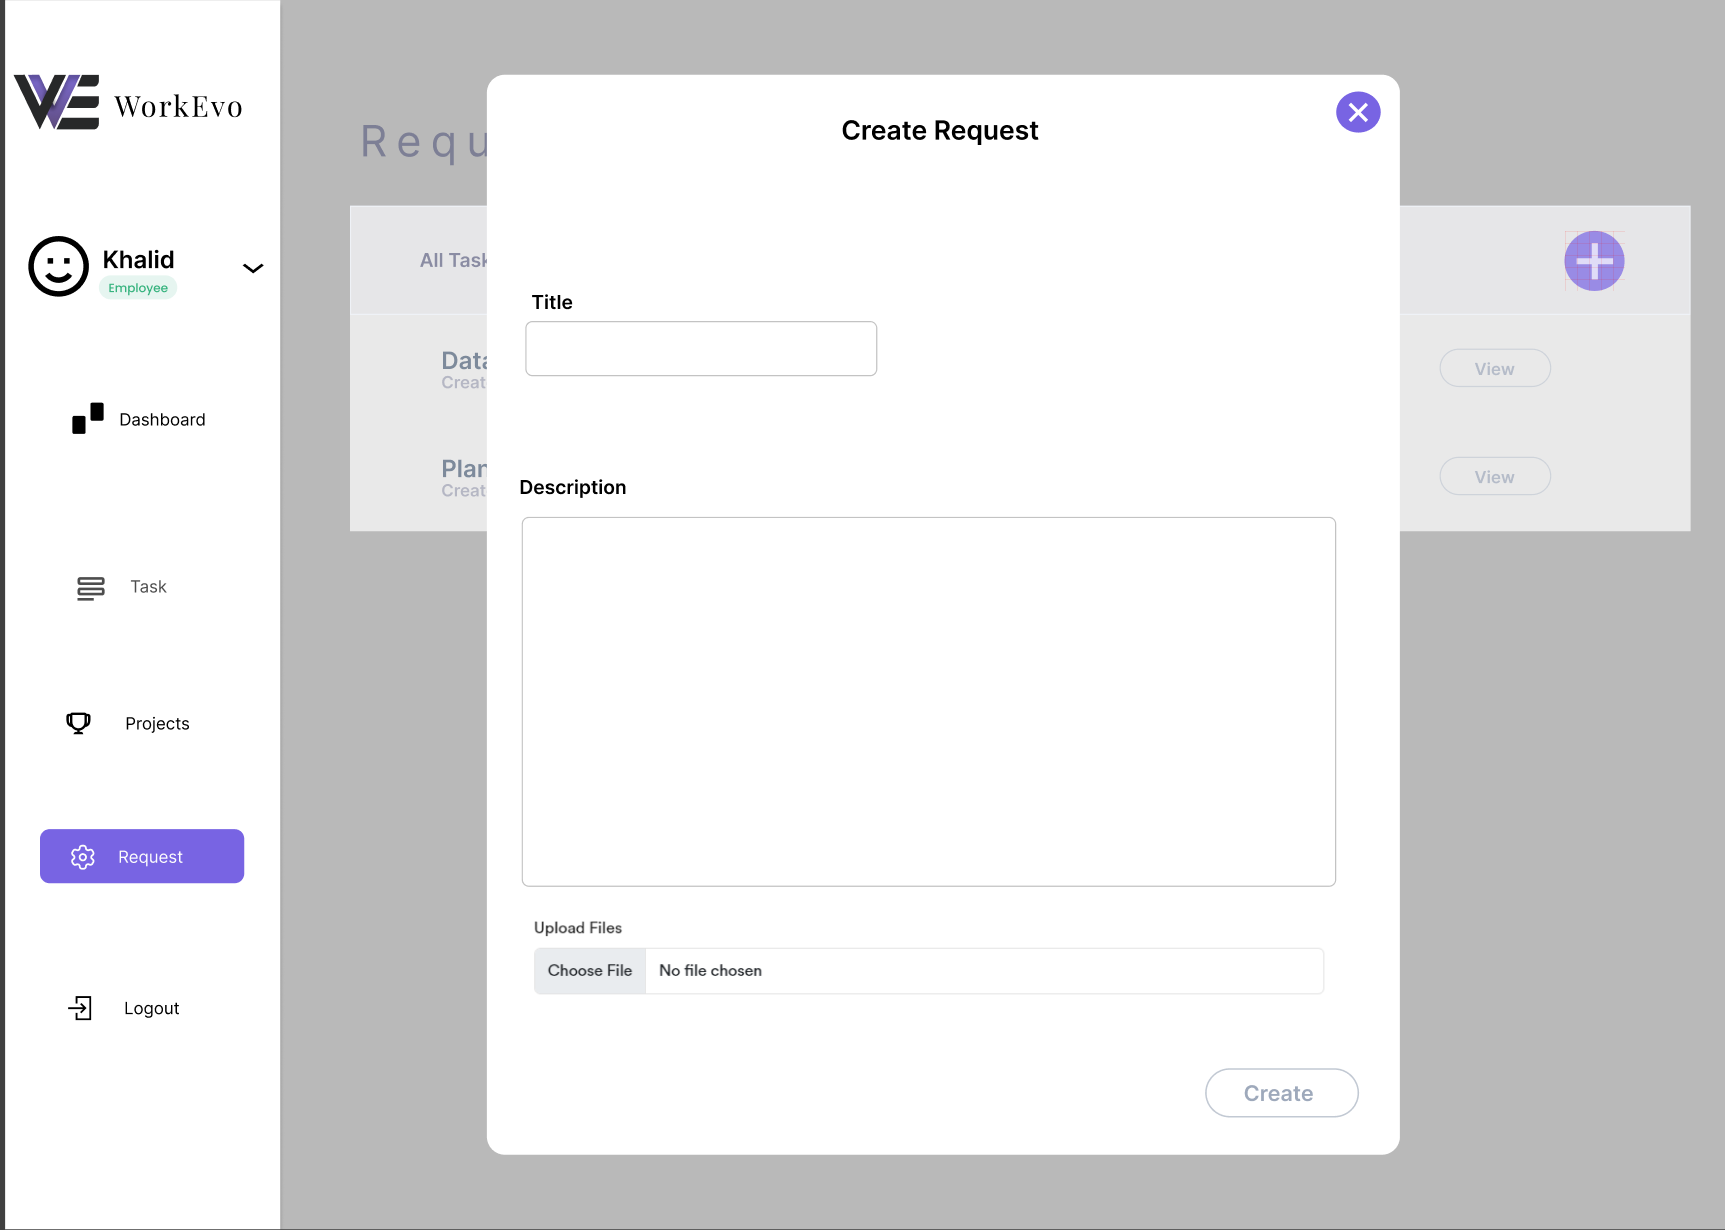 WorkEvo
Khalid
Employee
Dashboard
Task
Projects
Request
Logout
Requ
All Task
Data
Creat
Plan
Creat
View
View
Create Request
Title
Description
Upload Files
Choose File
No file chosen
Create